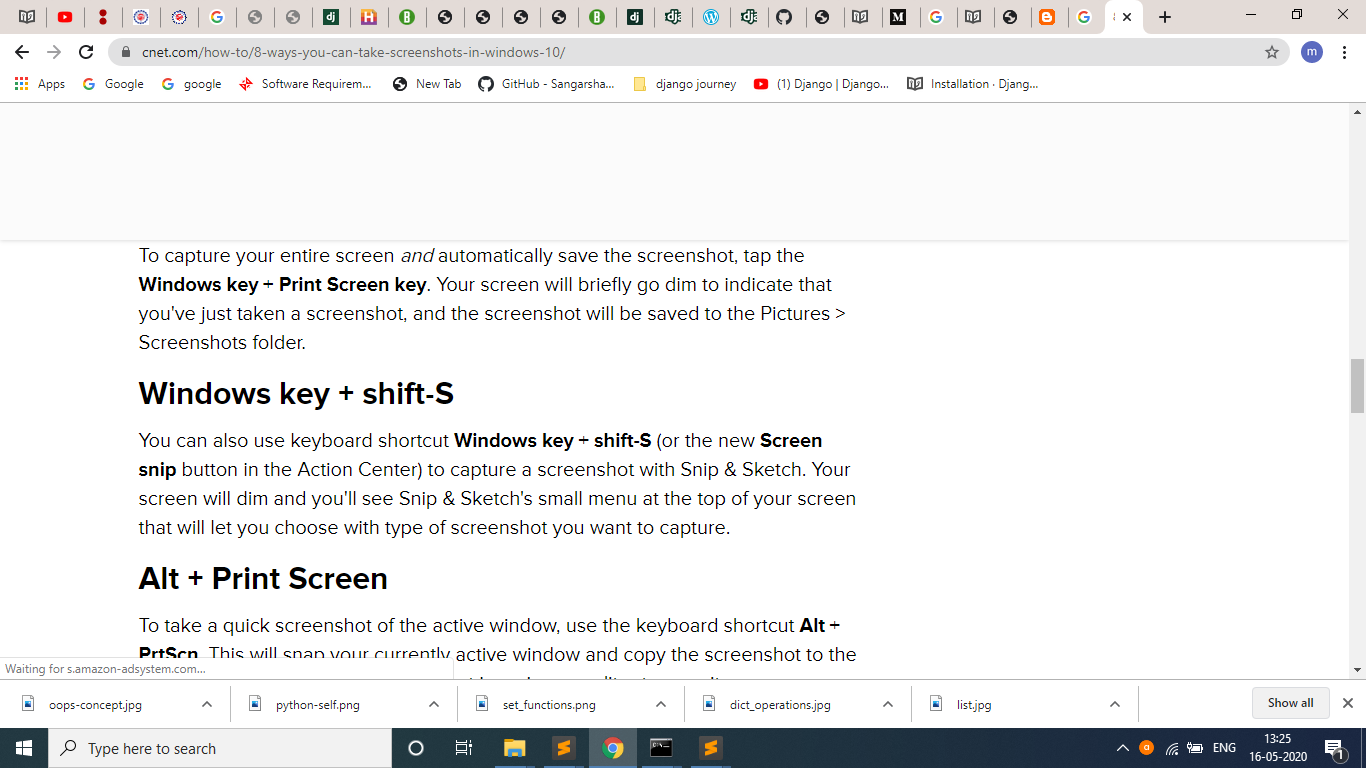 cnet.com/how-to/8-ways-you-can-take-screenshots-in-windows-10/
m
Apps Google google Software Requirem... New Tab GitHub - Sangarsha... django journey (1) Django | Django... Installation · Djang...
To capture your entire screen and automatically save the screenshot, tap the
Windows key + Print Screen key. Your screen will briefly go dim to indicate that
you've just taken a screenshot, and the screenshot will be saved to the Pictures >
Screenshots folder.
Windows key + shift-S
You can also use keyboard shortcut Windows key + shift-S (or the new Screen
snip button in the Action Center) to capture a screenshot with Snip & Sketch. Your
screen will dim and you'll see Snip & Sketch's small menu at the top of your screen
that will let you choose with type of screenshot you want to capture.
Alt + Print Screen
To take a quick screenshot of the active window, use the keyboard shortcut Alt +
PrtScn. This will snap your currently active window and copy the screenshot to the
Waiting for s.amazon-adsystem.com...
oops-concept.jpg python-self.png set_functions.png dict_operations.jpg list.jpg Show all
Type here to search ENG 13:25
16-05-2020 1